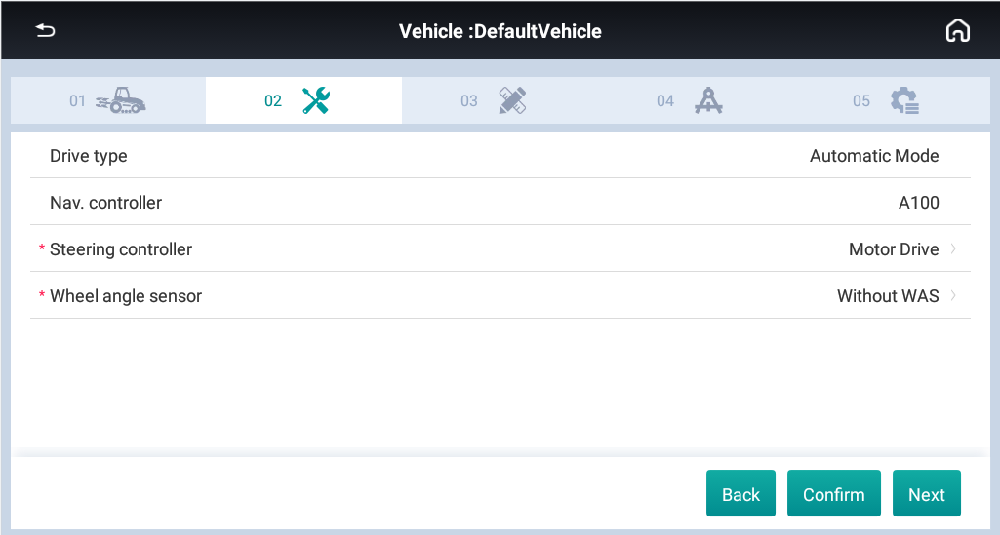 Vehicle :DefaultVehicle
01 02 03 04 05
Drive type Automatic Mode
Nav. controller A100
* Steering controller Motor Drive
* Wheel angle sensor Without WAS
Back Confirm Next